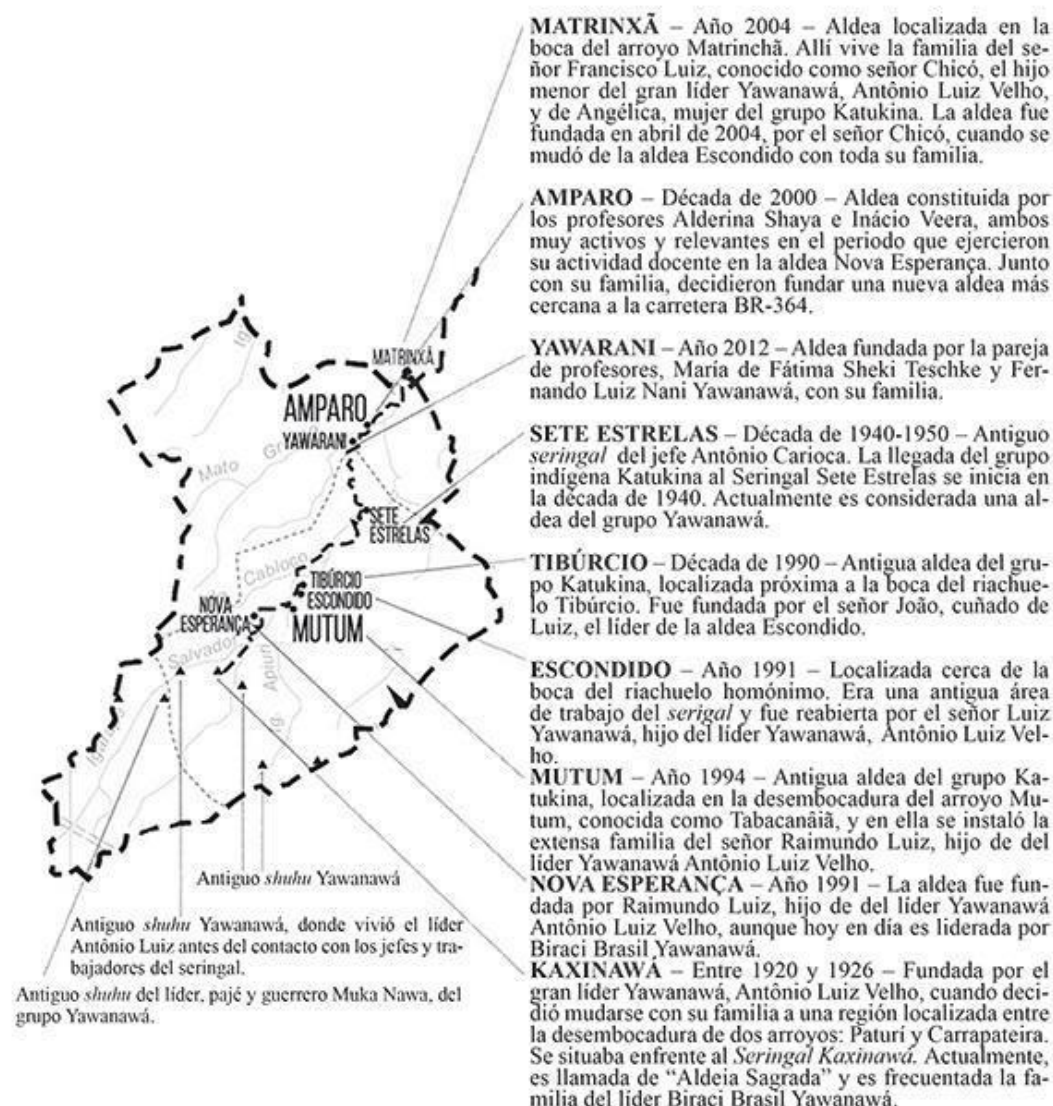 MATRINXÃ – Año 2004 – Aldea localizada en la
boca del arroyo Matrinchã. Allí vive la familia del se-
ñor Francisco Luiz, conocido como señor Chicó, el hijo
menor del gran líder Yawanawá, Antônio Luiz Velho,
y de Angélica, mujer del grupo Katukina. La aldea fue
fundada en abril de 2004, por el señor Chicó, cuando se
mudó de la aldea Escondido con toda su familia.
AMPARO – Década de 2000 – Aldea constituida por
los profesores Alderina Shaya e Inácio Veera, ambos
muy activos y relevantes en el periodo que ejercieron
su actividad docente en la aldea Nova Esperança. Junto
con su familia, decidieron fundar una nueva aldea más
cercana a la carretera BR-364.
YAWARANI – Año 2012 – Aldea fundada por la pareja
de profesores, María de Fátima Sheki Teschke y Fer-
nando Luiz Nani Yawanawá, con su familia.
SETE ESTRELAS – Década de 1940-1950 – Antiguo
seringal del jefe Antônio Carioca. La llegada del grupo
indígena Katukina al Seringal Sete Estrelas se inicia en
la década de 1940. Actualmente es considerada una al-
dea del grupo Yawanawá.
TIBÚRCIO – Década de 1990 – Antigua aldea del gru-
po Katukina, localizada próxima a la boca del riachue-
lo Tibúrcio. Fue fundada por el señor João, cuñado de
Luiz, el líder de la aldea Escondido.
ESCONDIDO – Año 1991 – Localizada cerca de la
boca del riachuelo homónimo. Era una antigua área
de trabajo del serigal y fue reabierta por el señor Luiz
Yawanawá, hijo del líder Yawanawá, Antônio Luiz Vel-
ho.
MUTUM – Año 1994 – Antigua aldea del grupo Ka-
tukina, localizada en la desembocadura del arroyo Mu-
tum, conocida como Tabacanâiã, y en ella se instaló la
extensa familia del señor Raimundo Luiz, hijo de del
líder Yawanawá Antônio Luiz Velho.
NOVA ESPERANÇA – Año 1991 – La aldea fue fun-
dada por Raimundo Luiz, hijo de del líder Yawanawá
Antônio Luiz Velho, aunque hoy en día es liderada por
Biraci Brasil Yawanawá.
KAXINAWÁ – Entre 1920 y 1926 – Fundada por el
gran líder Yawanawá, Antônio Luiz Velho, cuando deci-
dió mudarse con su familia a una región localizada entre
la desembocadura de dos arroyos: Paturí y Carrapateira.
Se situaba enfrente al Seringal Kaxinawá. Actualmente,
es llamada de “Aldeia Sagrada” y es frecuentada la fa-
milia del líder Biraci Brasil Yawanawá.
Ig.
MATRINXÃ
AMPARO
YAWARANI
Mato
SETE
ESTRELAS
Cabloco
TIBÚRCIO
ESCONDIDO
NOVA
ESPERANÇA
MUTUM
Salvador
Apiuri
Ig.
Antiguo shuhu Yawanawá
Antiguo shuhu Yawanawá, donde vivió el líder
Antônio Luiz antes del contacto con los jefes y tra-
bajadores del seringal.
Antiguo shuhu del líder, pajé y guerrero Muka Nawa, del
grupo Yawanawá.